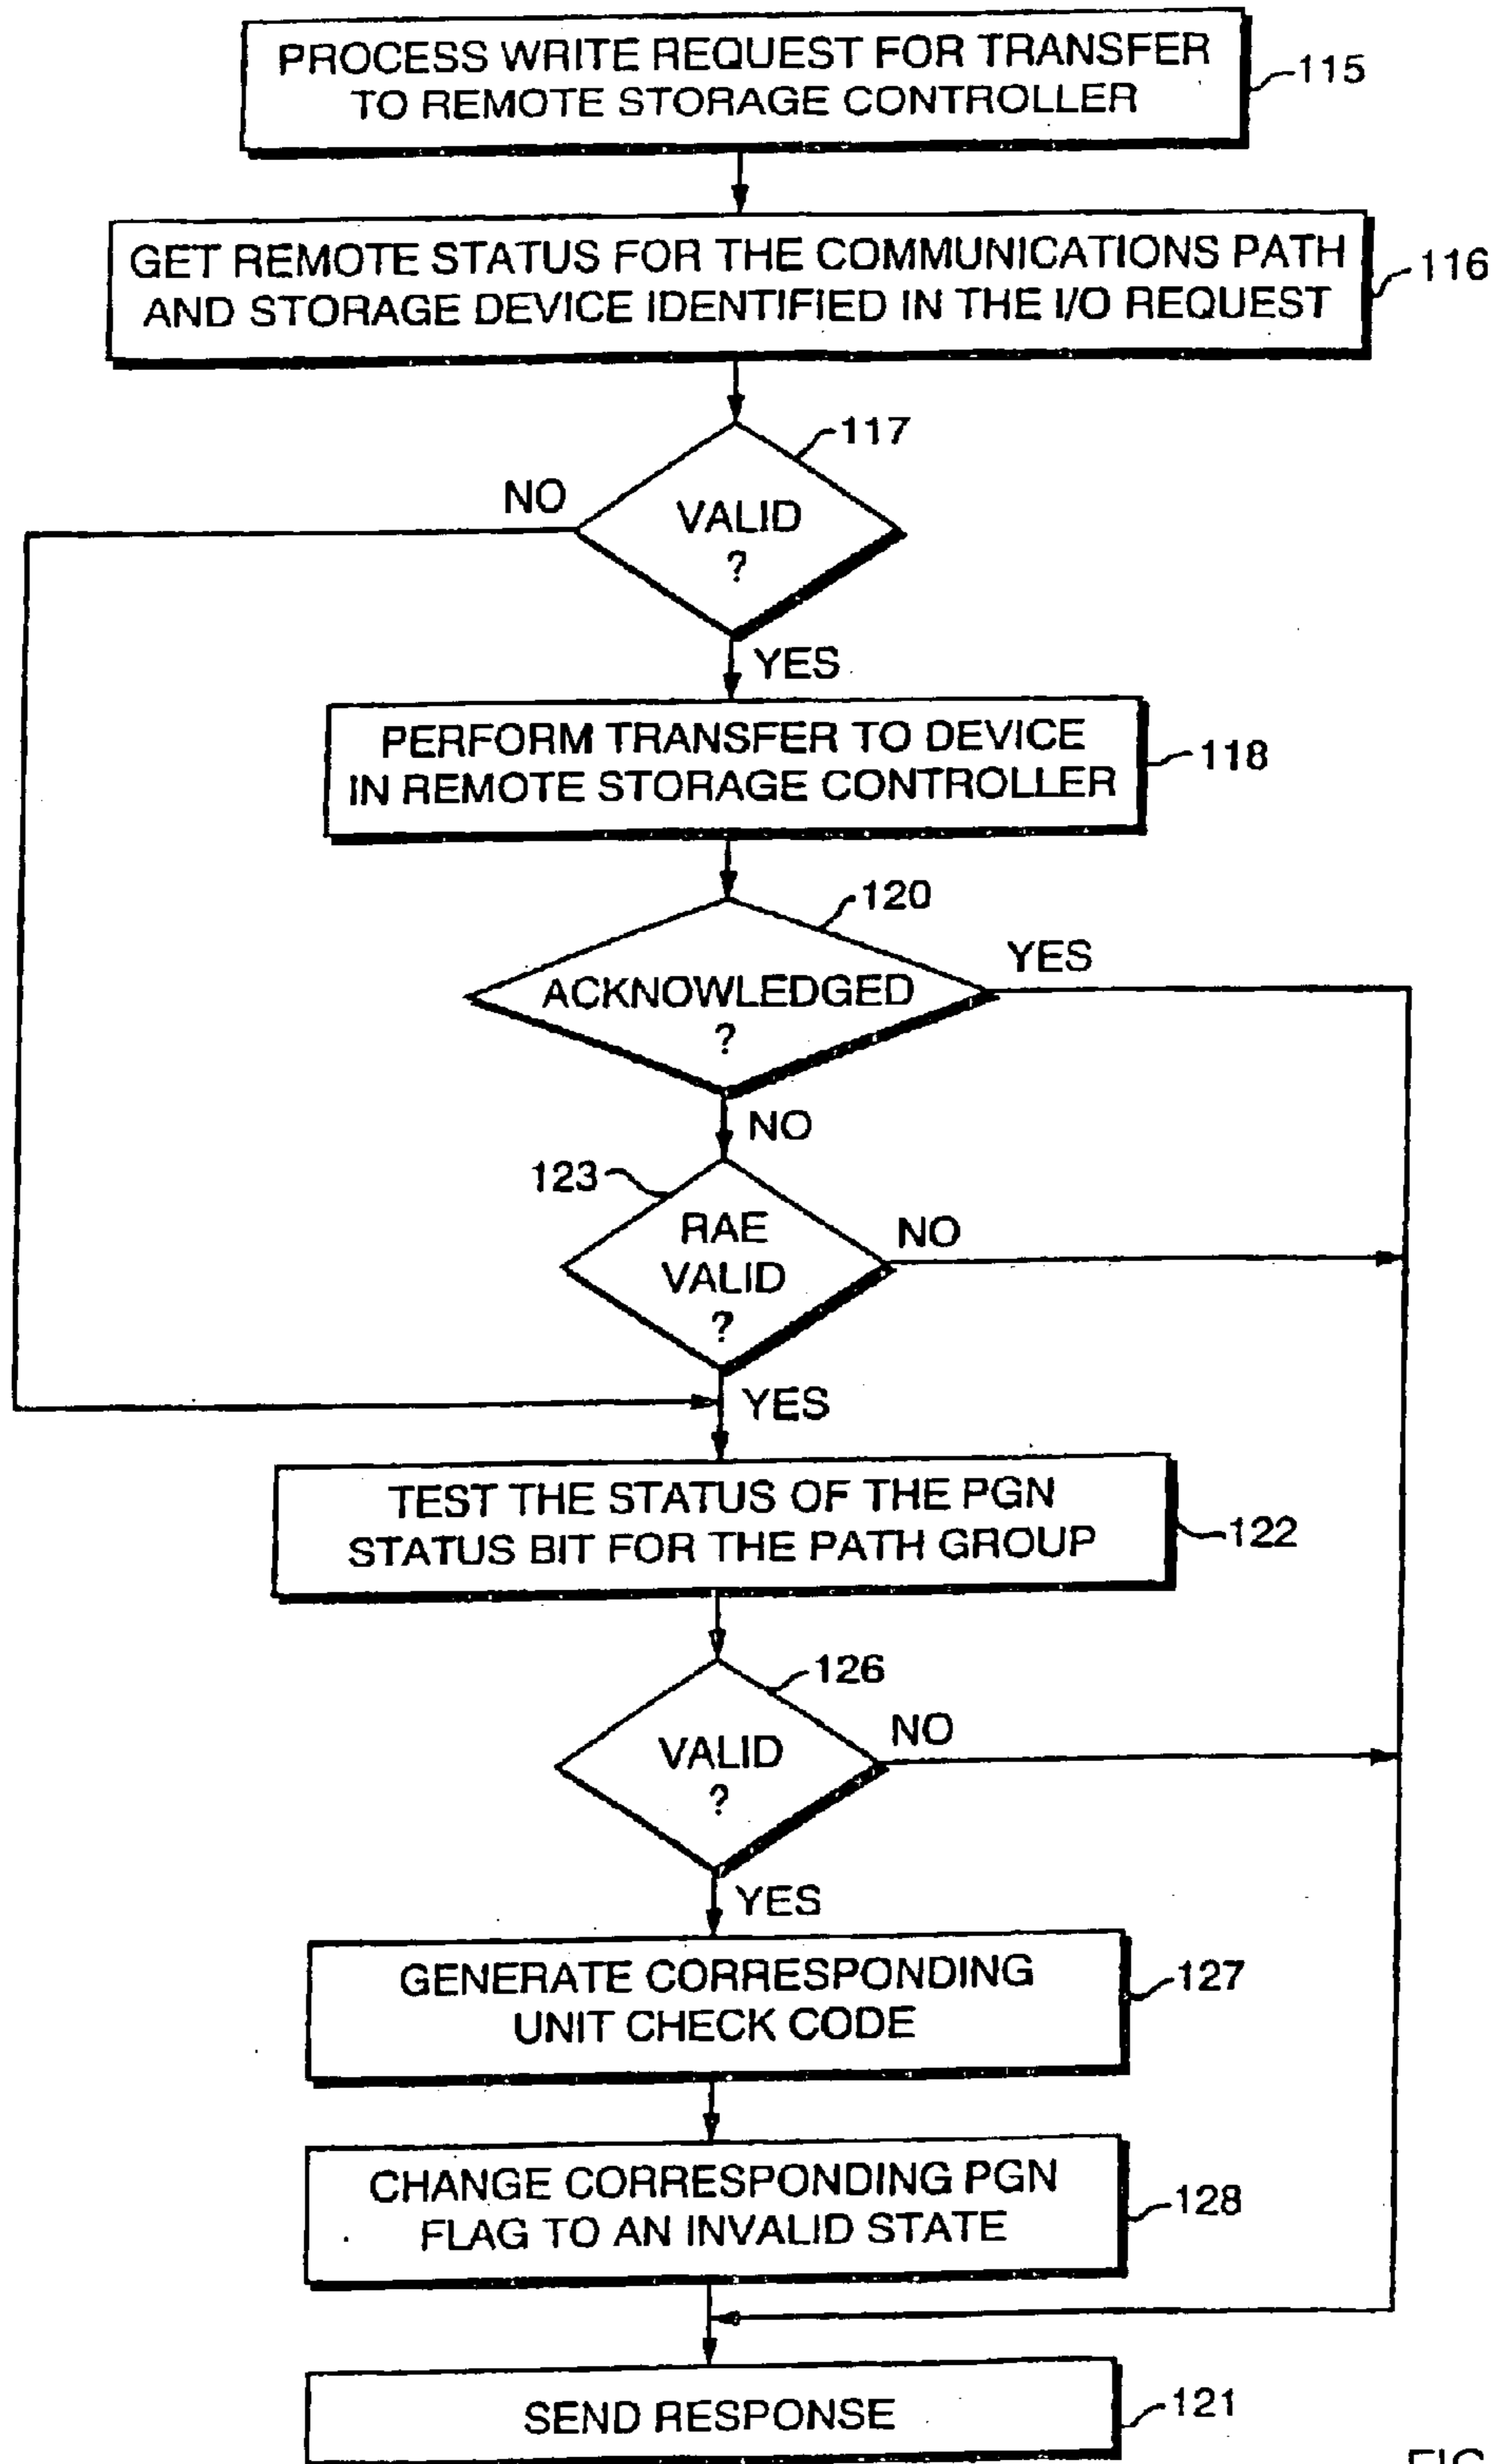 PROCESS WRITE REQUEST FOR TRANSFER
TO REMOTE STORAGE CONTROLLER
115
GET REMOTE STATUS FOR THE COMMUNICATIONS PATH
AND STORAGE DEVICE IDENTIFIED IN THE I/O REQUEST
116
117
NO
VALID
?
YES
PERFORM TRANSFER TO DEVICE
IN REMOTE STORAGE CONTROLLER
118
120
YES
ACKNOWLEDGED
?
NO
123
RAE
VALID
?
NO
YES
TEST THE STATUS OF THE PGN
STATUS BIT FOR THE PATH GROUP
122
126
VALID
?
NO
YES
GENERATE CORRESPONDING
UNIT CHECK CODE
127
CHANGE CORRESPONDING PGN
FLAG TO AN INVALID STATE
128
SEND RESPONSE
121